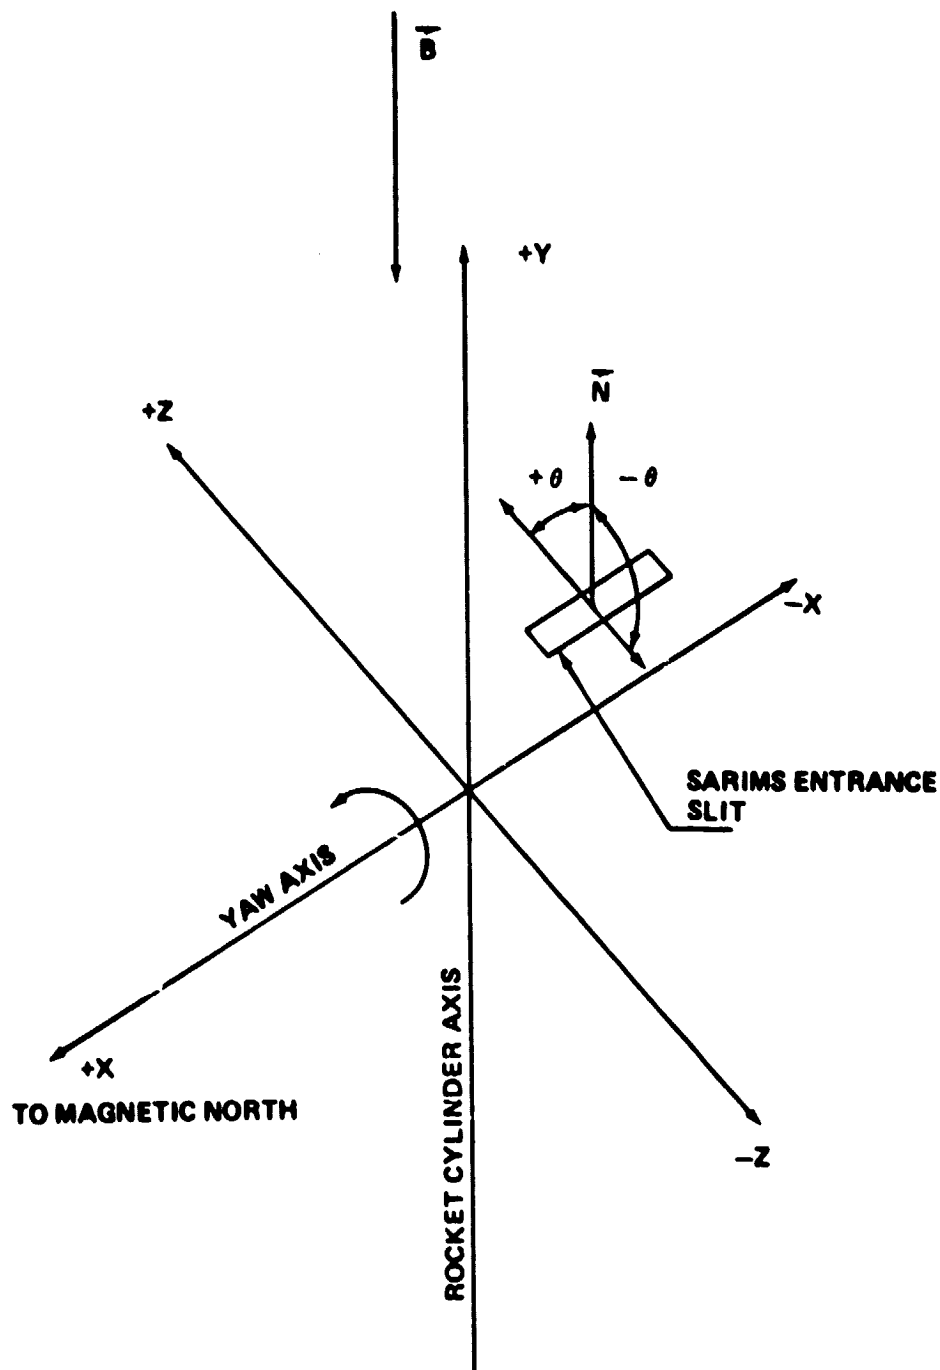 B
+Y
N
+Z
+θ
−θ
−X
SARIMS ENTRANCE
SLIT
YAW AXIS
+X
TO MAGNETIC NORTH
ROCKET CYLINDER AXIS
−Z